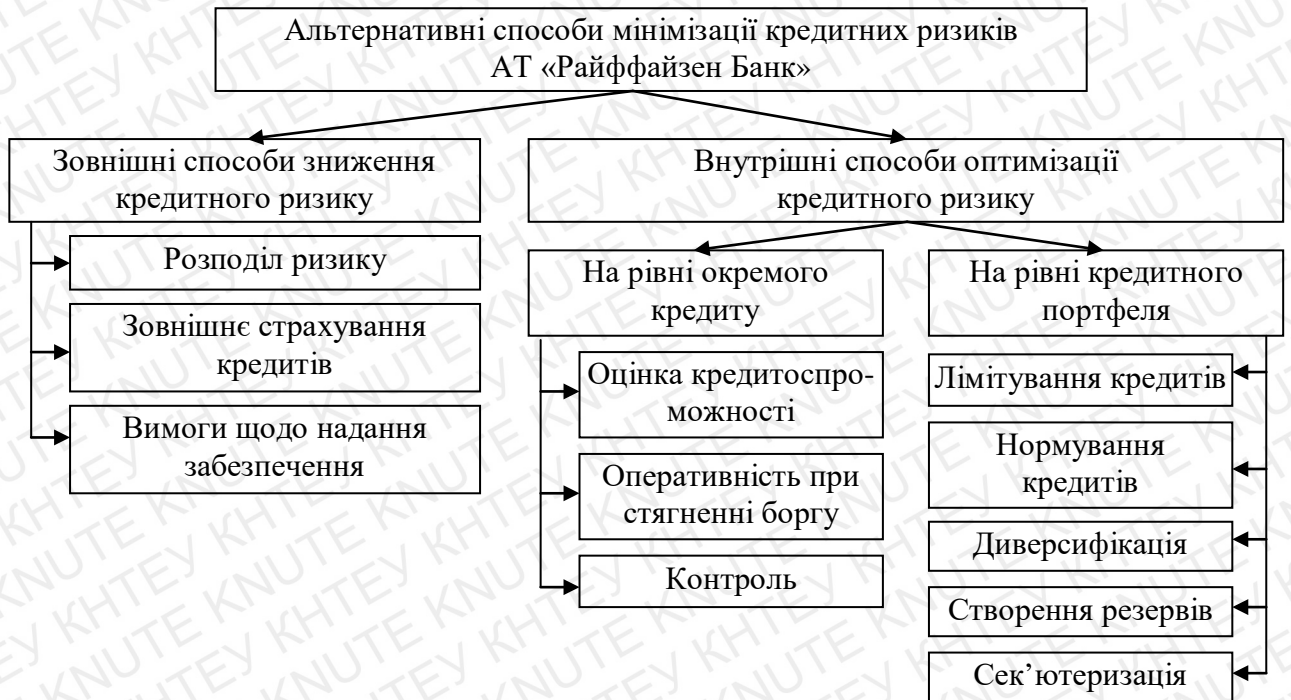 Альтернативні способи мінімізації кредитних ризиків
АТ «Райффайзен Банк»
Зовнішні способи зниження
кредитного ризику
Розподіл ризику
Зовнішнє страхування
кредитів
Вимоги щодо надання
забезпечення
Внутрішні способи оптимізації
кредитного ризику
На рівні окремого
кредиту
Оцінка кредитоспро-
можності
Оперативність при
стягненні боргу
Контроль
На рівні кредитного
портфеля
Лімітування кредитів
Нормування
кредитів
Диверсифікація
Створення резервів
Сек’ютеризація